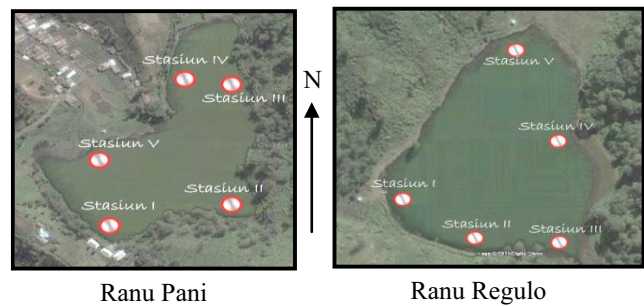 Stasiun IV
Stasiun III
Stasiun V
Stasiun II
Stasiun I
N
Stasiun V
Stasiun IV
Stasiun I
Stasiun II
Stasiun III
Ranu Pani
Ranu Regulo